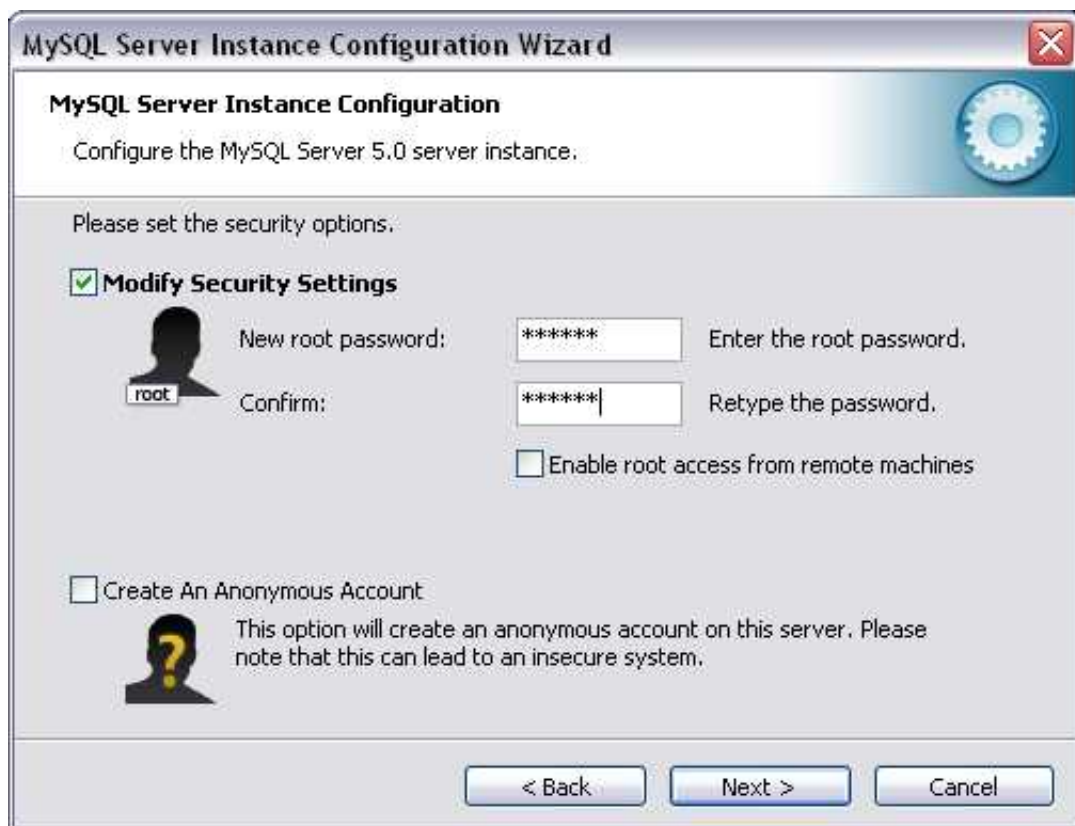 MySQL Server Instance Configuration Wizard
MySQL Server Instance Configuration
Configure the MySQL Server 5.0 server instance.
Please set the security options.
Modify Security Settings
root
New root password:
******
Enter the root password.
Confirm:
******
Retype the password.
Enable root access from remote machines
Create An Anonymous Account
?
This option will create an anonymous account on this server. Please
note that this can lead to an insecure system.
< Back
Next >
Cancel